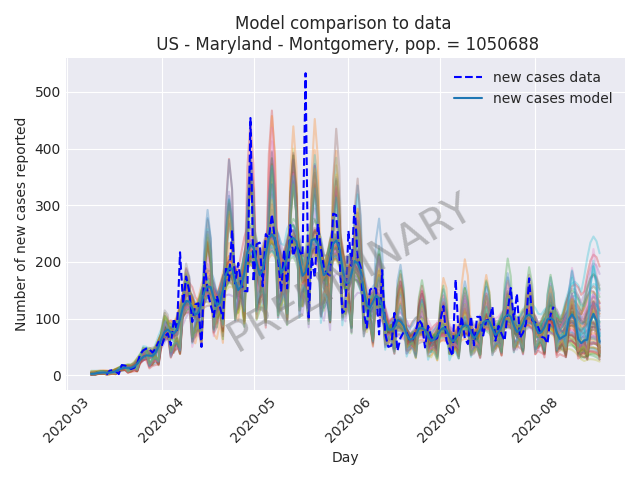 Model comparison to data
US - Maryland - Montgomery, pop. = 1050688
new cases data
new cases model
Number of new cases reported
500
400
300
200
100
0
PRELIMINARY
2020-03
2020-04
2020-05
2020-06
2020-07
2020-08
Day